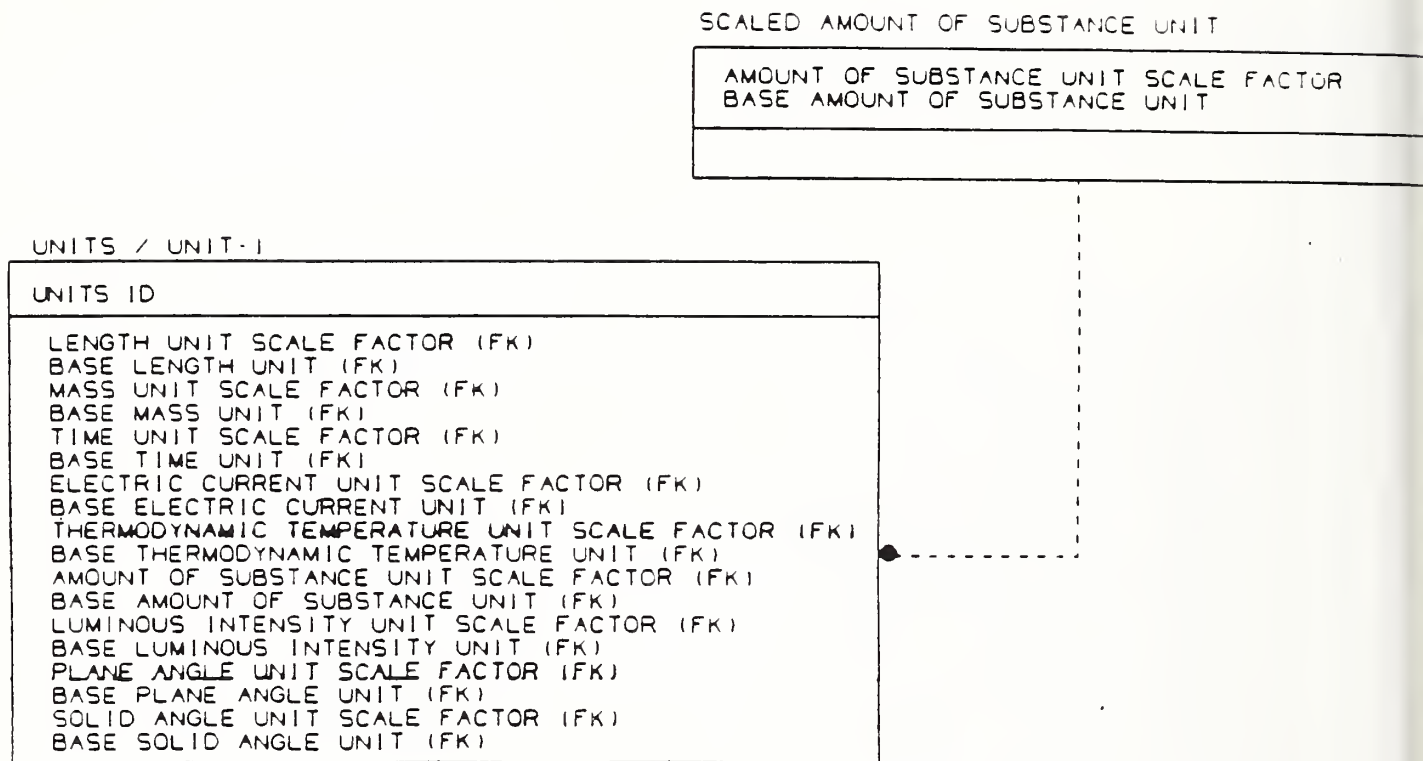 SCALED AMOUNT OF SUBSTANCE UNIT
AMOUNT OF SUBSTANCE UNIT SCALE FACTOR
BASE AMOUNT OF SUBSTANCE UNIT
UNITS / UNIT-1
UNITS ID
LENGTH UNIT SCALE FACTOR (FK)
BASE LENGTH UNIT (FK)
MASS UNIT SCALE FACTOR (FK)
BASE MASS UNIT (FK)
TIME UNIT SCALE FACTOR (FK)
BASE TIME UNIT (FK)
ELECTRIC CURRENT UNIT SCALE FACTOR (FK)
BASE ELECTRIC CURRENT UNIT (FK)
THERMODYNAMIC TEMPERATURE UNIT SCALE FACTOR (FK)
BASE THERMODYNAMIC TEMPERATURE UNIT (FK)
AMOUNT OF SUBSTANCE UNIT SCALE FACTOR (FK)
BASE AMOUNT OF SUBSTANCE UNIT (FK)
LUMINOUS INTENSITY UNIT SCALE FACTOR (FK)
BASE LUMINOUS INTENSITY UNIT (FK)
PLANE ANGLE UNIT SCALE FACTOR (FK)
BASE PLANE ANGLE UNIT (FK)
SOLID ANGLE UNIT SCALE FACTOR (FK)
BASE SOLID ANGLE UNIT (FK)